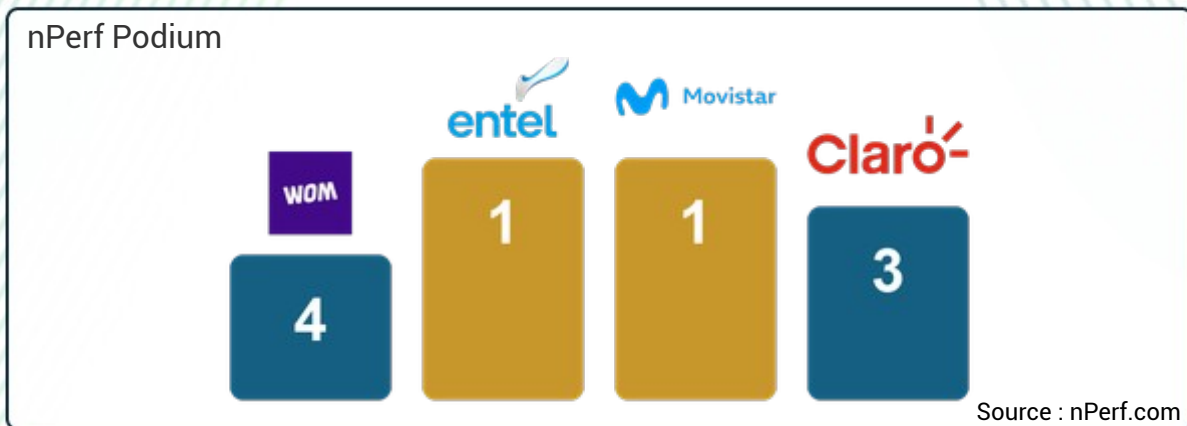 nPerf Podium
entel
Movistar
Claro
WOM
1
1
3
4
Source : nPerf.com